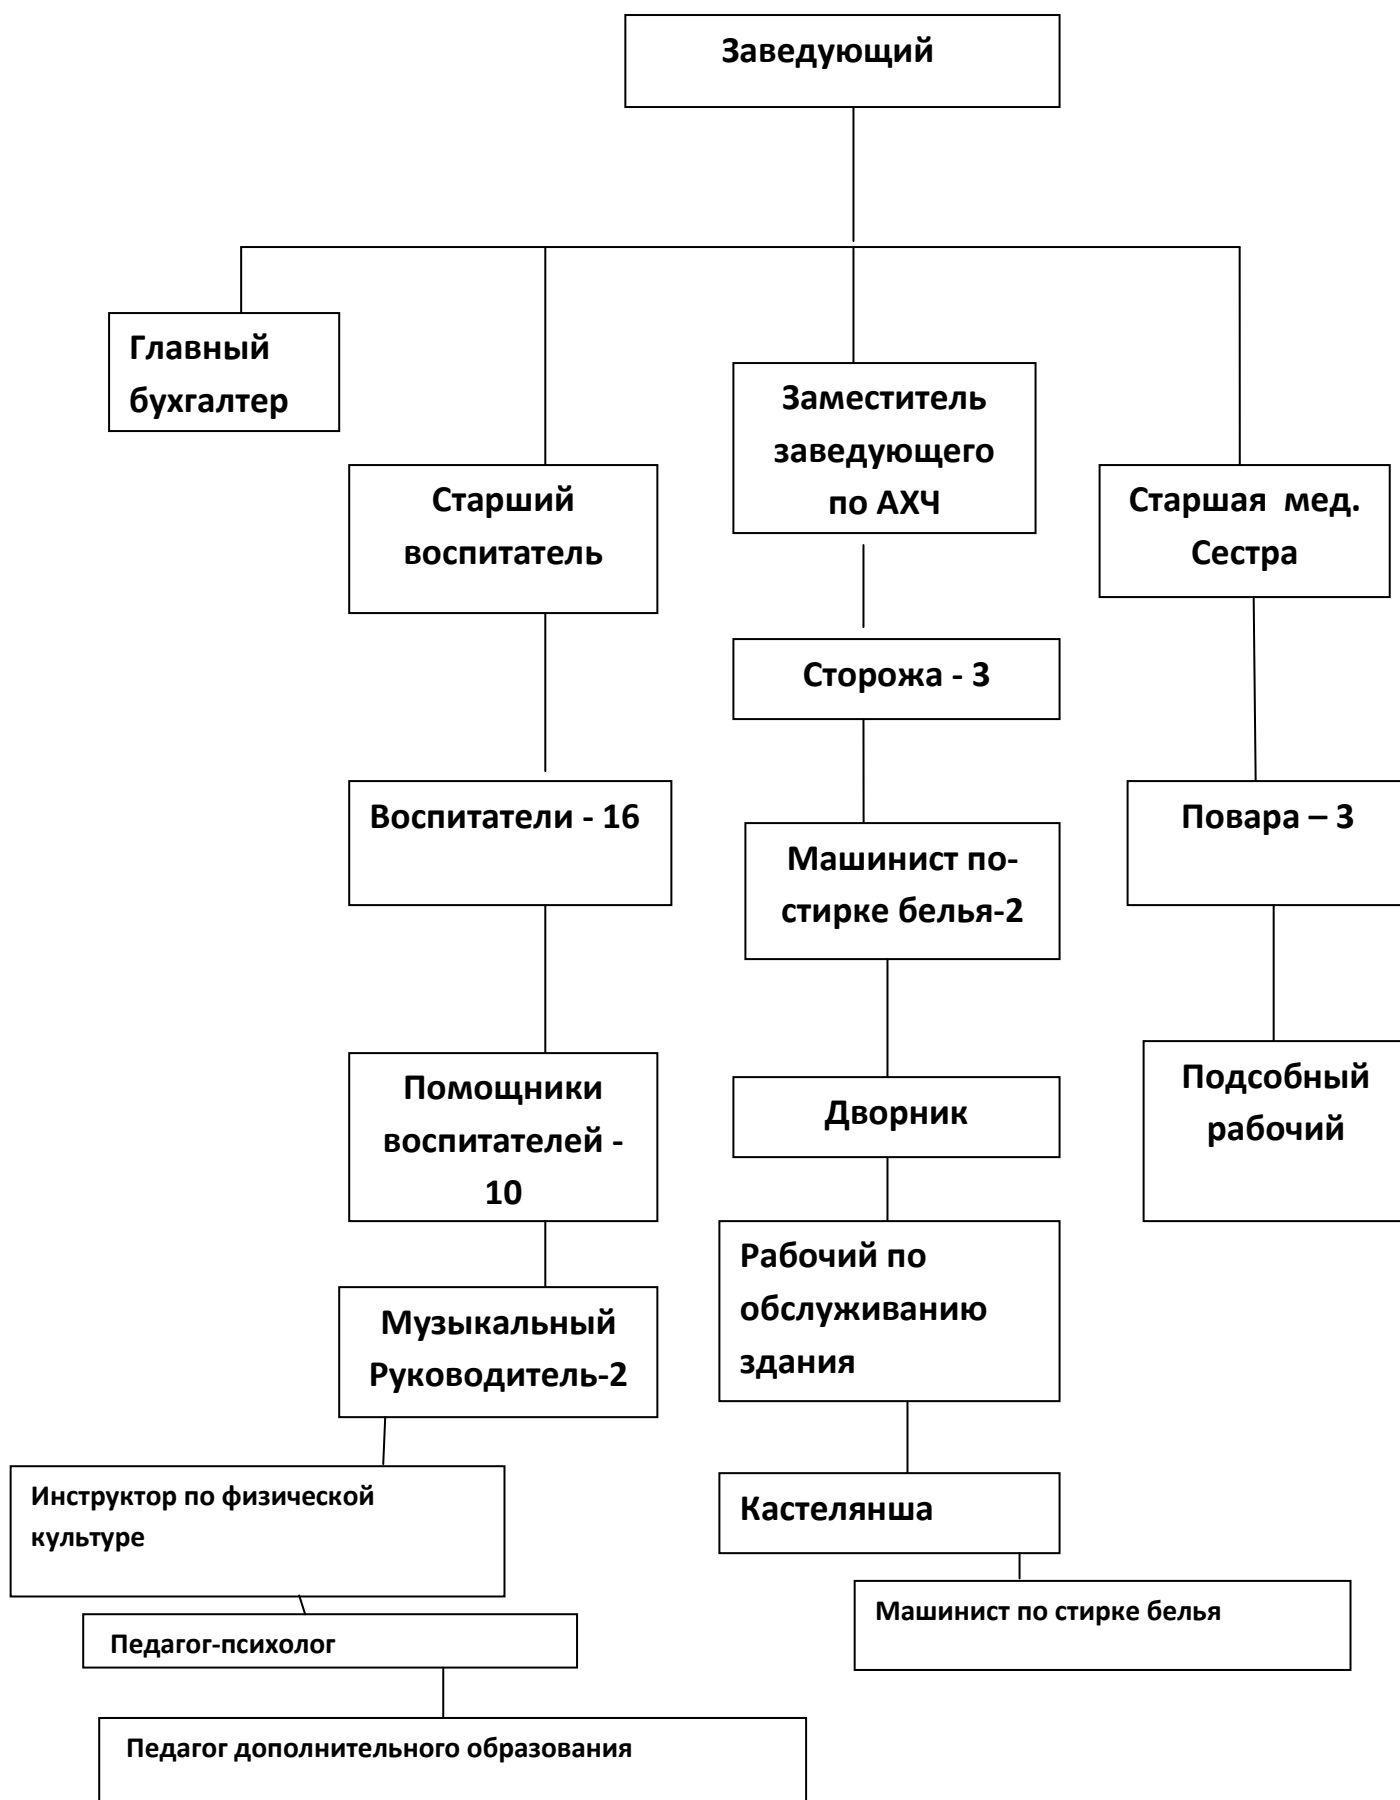 Заведующий
Главный
бухгалтер
Заместитель
заведующего
по АХЧ
Старший
воспитатель
Старшая мед.
Сестра
Сторожа - 3
Воспитатели - 16
Повара – 3
Машинист по-
стирке белья-2
Помощники
воспитателей -
10
Дворник
Подсобный
рабочий
Рабочий по
обслуживанию
здания
Музыкальный
Руководитель-2
Инструктор по физической
культуре
Кастелянша
Машинист по стирке белья
Педагог-психолог
Педагог дополнительного образования